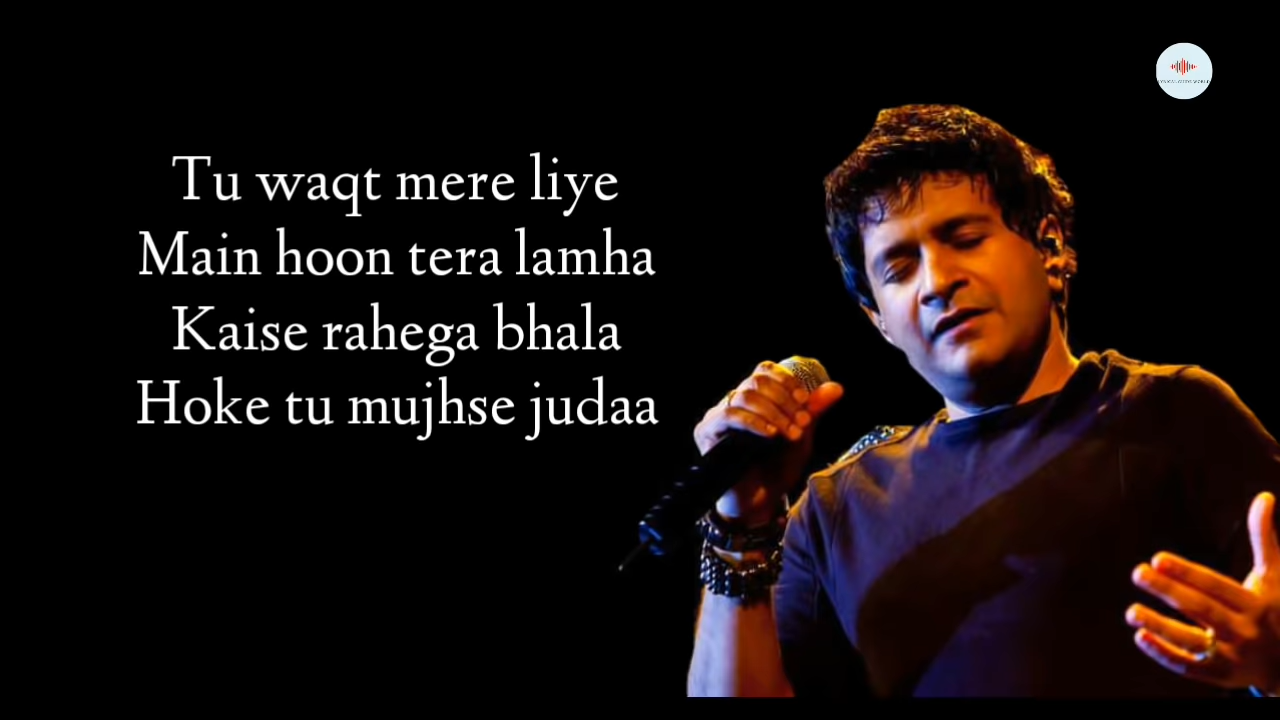 Tu waqt mere liye
Main hoon tera lamha
Kaise rahega bhala
Hoke tu mujhse judaa